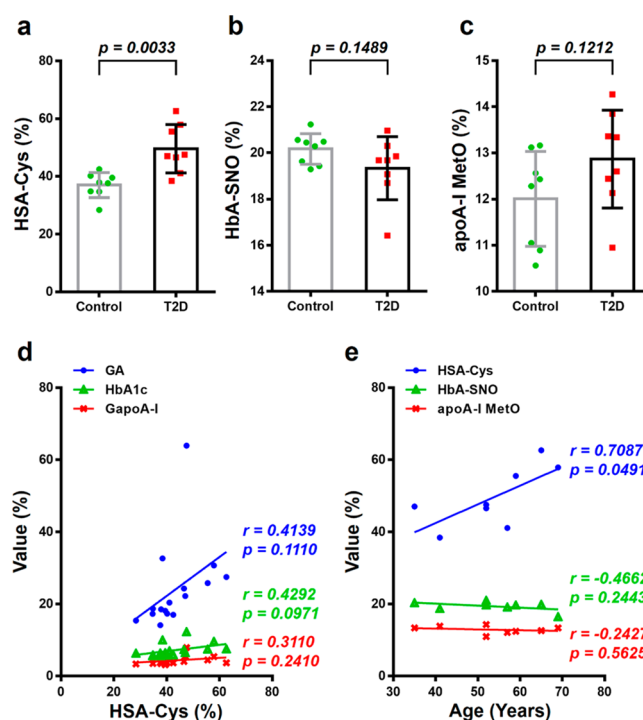 a
p = 0.0033
HSA-Cys (%)
80
60
40
20
0
Control
T2D
b
p = 0.1489
HbA-SNO (%)
24
22
20
18
16
14
Control
T2D
c
p = 0.1212
apoA-I MetO (%)
15
14
13
12
11
10
Control
T2D
d
GA
HbA1c
GapoA-I
Value (%)
80
60
40
20
0
0
20
40
60
80
HSA-Cys (%)
r = 0.4139
p = 0.1110
r = 0.4292
p = 0.0971
r = 0.3110
p = 0.2410
e
HSA-Cys
HbA-SNO
apoA-I MetO
Value (%)
80
60
40
20
0
30
40
50
60
70
80
Age (Years)
r = 0.7087
p = 0.0491
r = -0.4662
p = 0.2443
r = -0.2427
p = 0.5625